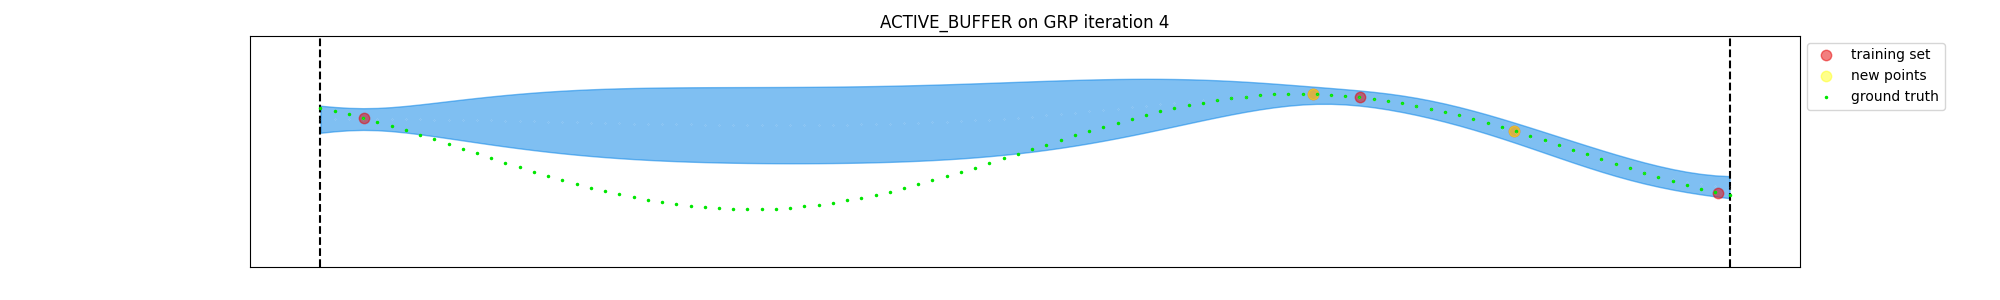 ACTIVE_BUFFER on GRP iteration 4
training set
new points
ground truth